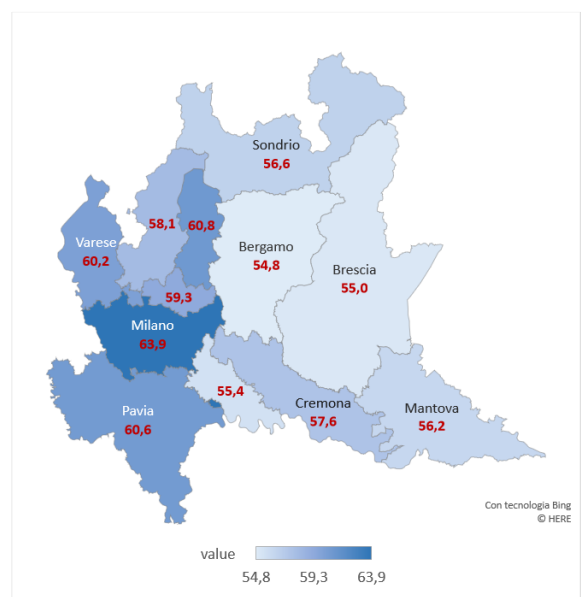 Sondrio
56,6
58,1
60,8
Varese
60,2
Bergamo
54,8
Brescia
55,0
59,3
Milano
63,9
55,4
Pavia
60,6
Cremona
57,6
Mantova
56,2
Con tecnologia Bing
© HERE
value
54,8 59,3 63,9